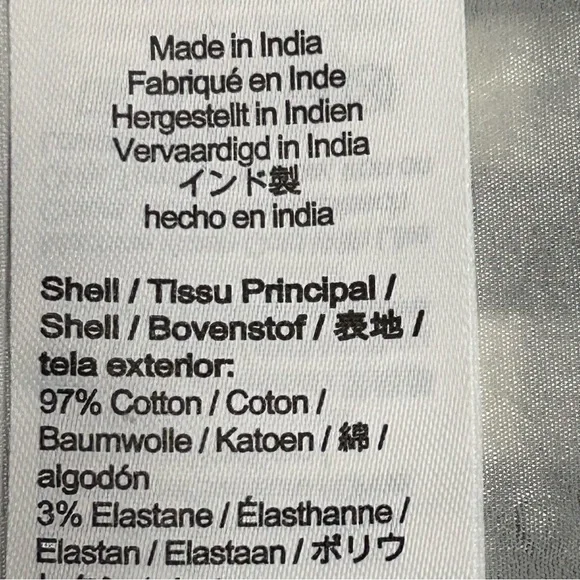 Made in India
Fabriqué en Inde
Hergestellt in Indien
Vervaardigd in India
インド製
hecho en india
Shell / Tissu Principal /
Shell / Bovenstof / 表地 /
tela exterior:
97% Cotton / Coton /
Baumwolle / Katoen / 綿 /
algodón
3% Elastane / Élasthanne /
Elastan / Elastaan / ポリウ